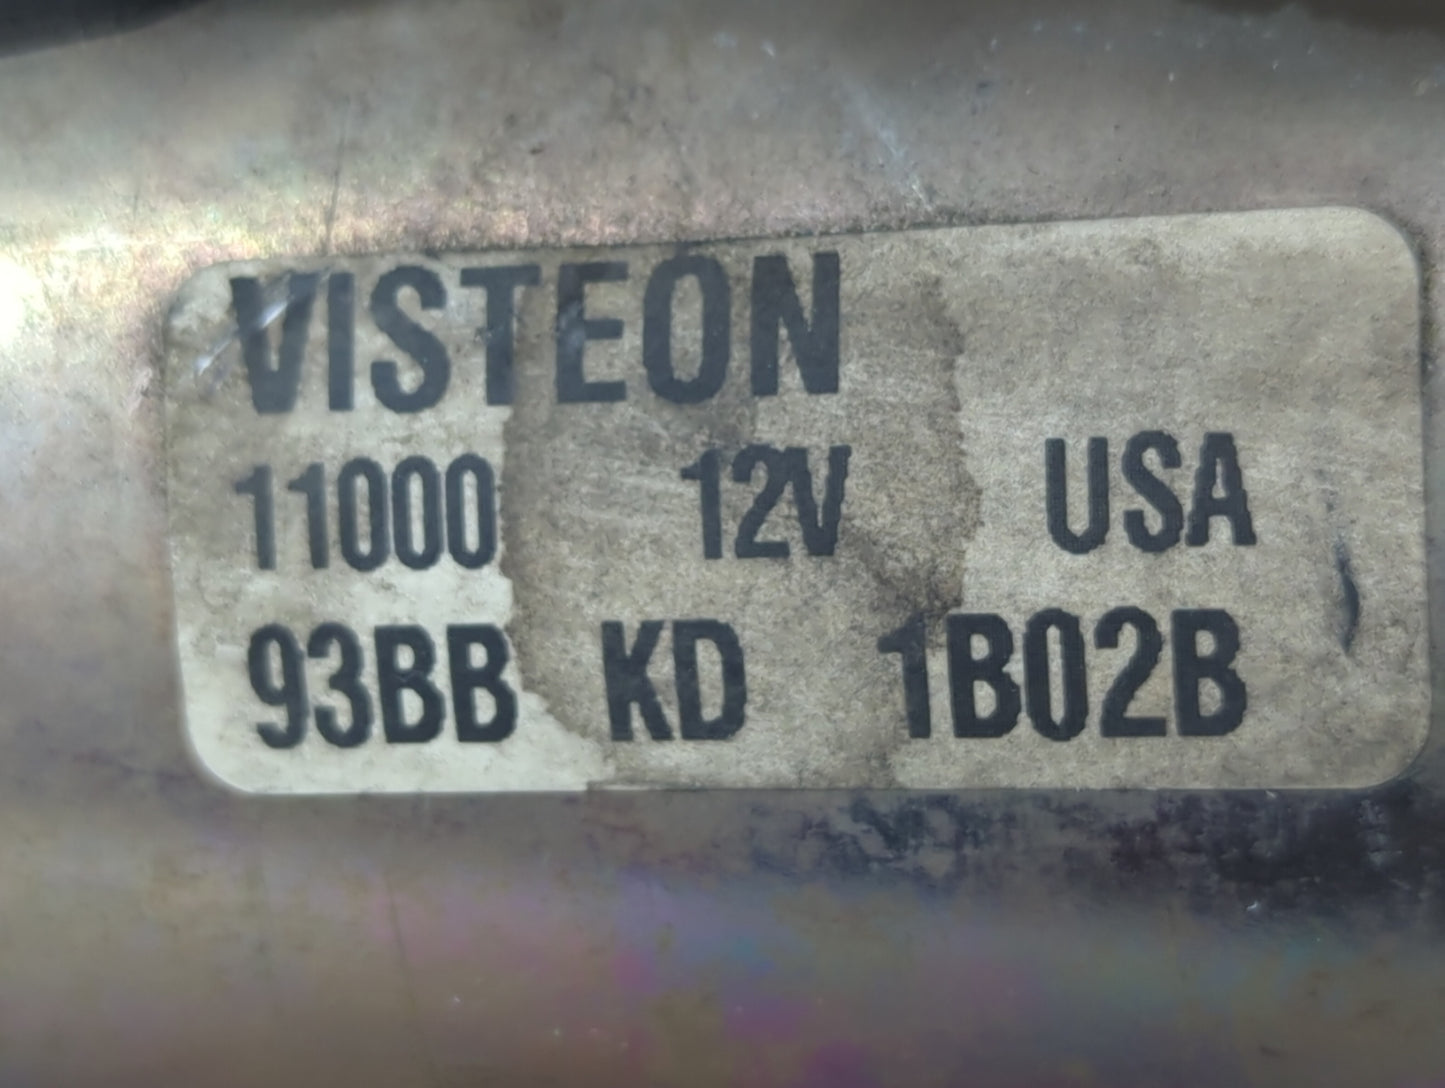 VISTEON
11000 12V USA
93BB KD 1B02B